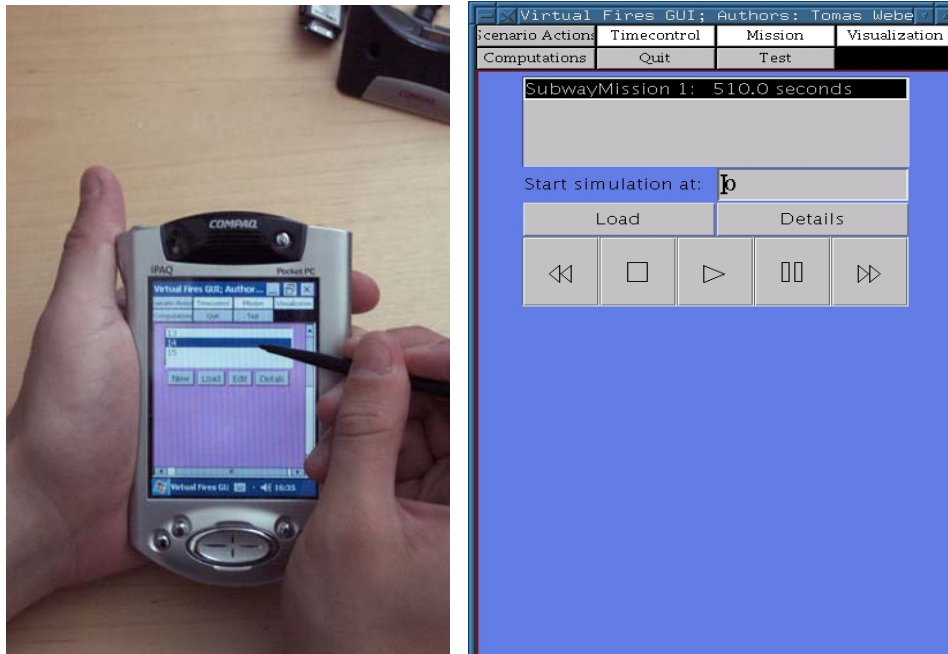 COMPAQ
iPAQ Pocket PC
Virtual Fires GUI; Author...
Timecontrol Mission Visualization
Computations Quit Test
13
14
15
New Load Edit Details
Virtual Fires GU 16:35
Virtual Fires GUI; Authors: Tomas Webe
Scenario Actions Timecontrol Mission Visualization
Computations Quit Test
SubwayMission 1: 510.0 seconds
Start simulation at: 0
Load Details